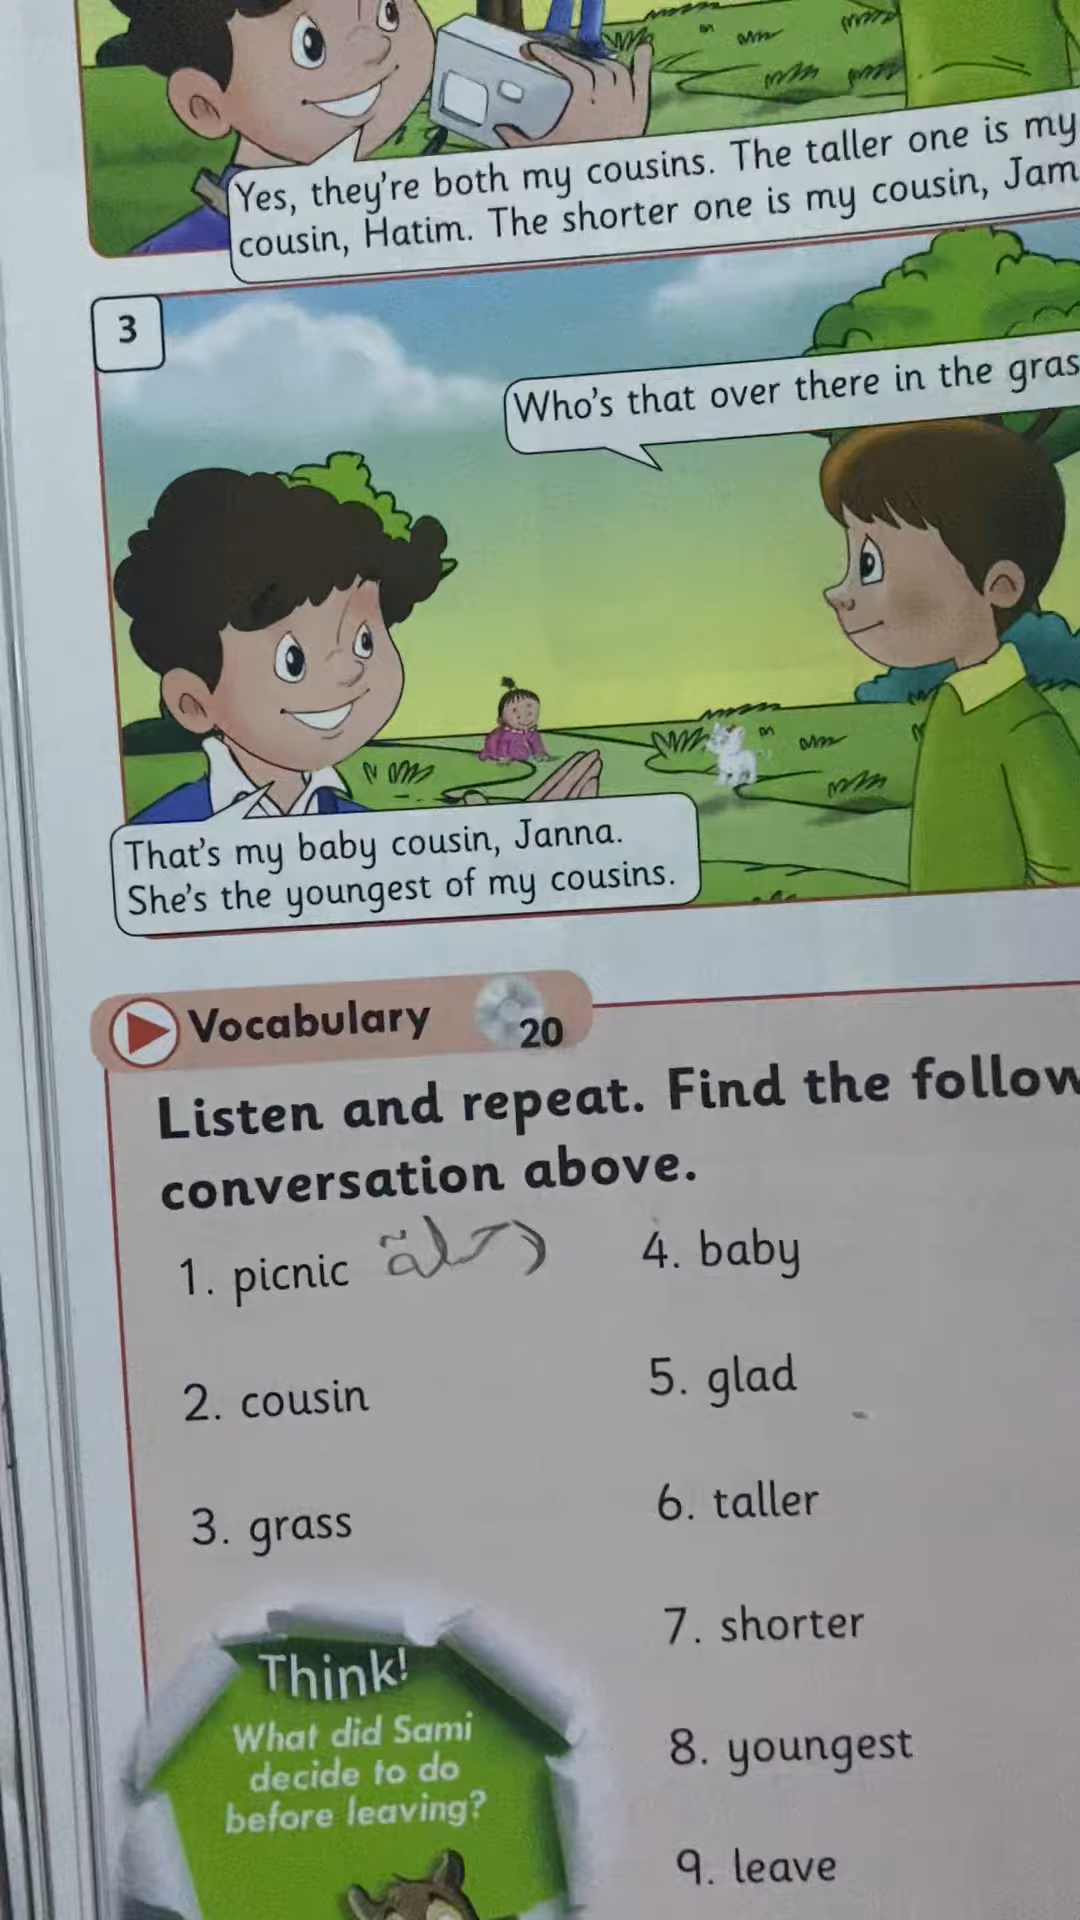 Yes, they're both my cousins. The taller one is my
cousin, Hatim. The shorter one is my cousin, Jam
3
Who's that over there in the gras
That's my baby cousin, Janna.
She's the youngest of my cousins.
Vocabulary 20
Listen and repeat. Find the follow
conversation above.
1. picnic رحلة
2. cousin
3. grass
4. baby
5. glad
6. taller
7. shorter
8. youngest
9. leave
Think!
What did Sami
decide to do
before leaving?